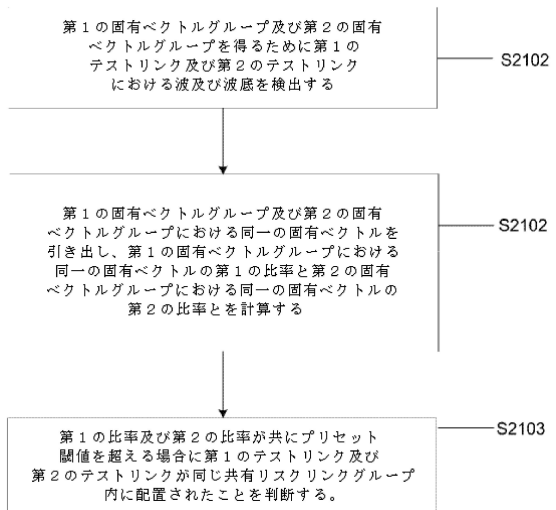 第1の固有ベクトルグループ及び第2の固有
ベクトルグループを得るために第1の
テストリンク及び第2のテストリンク
における波及び波底を検出する
S2102
第1の固有ベクトルグループ及び第2の固有
ベクトルグループにおける同一の固有ベクトルを
引き出し、第1の固有ベクトルグループにおける
同一の固有ベクトルの第1の比率と第2の固有
ベクトルグループにおける同一の固有ベクトルの
第2の比率とを計算する
S2102
第1の比率及び第2の比率が共にプリセット
閾値を超える場合に第1のテストリンク及び
第2のテストリンクが同じ共有リスクリンクグループ
内に配置されたことを判断する。
S2103